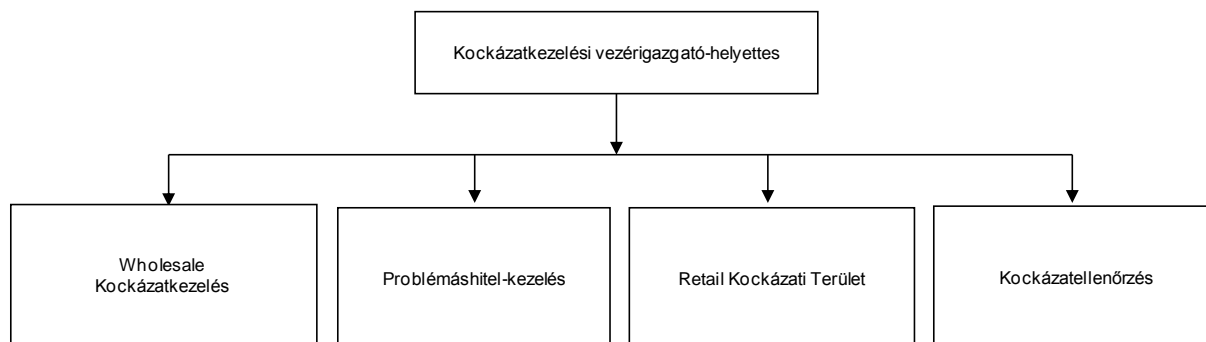 Kockázatkezelési vezérigazgató-helyettes
Wholesale
Kockázatkezelés
Problémáshitel-kezelés
Retail Kockázati Terület
Kockázatellenőrzés